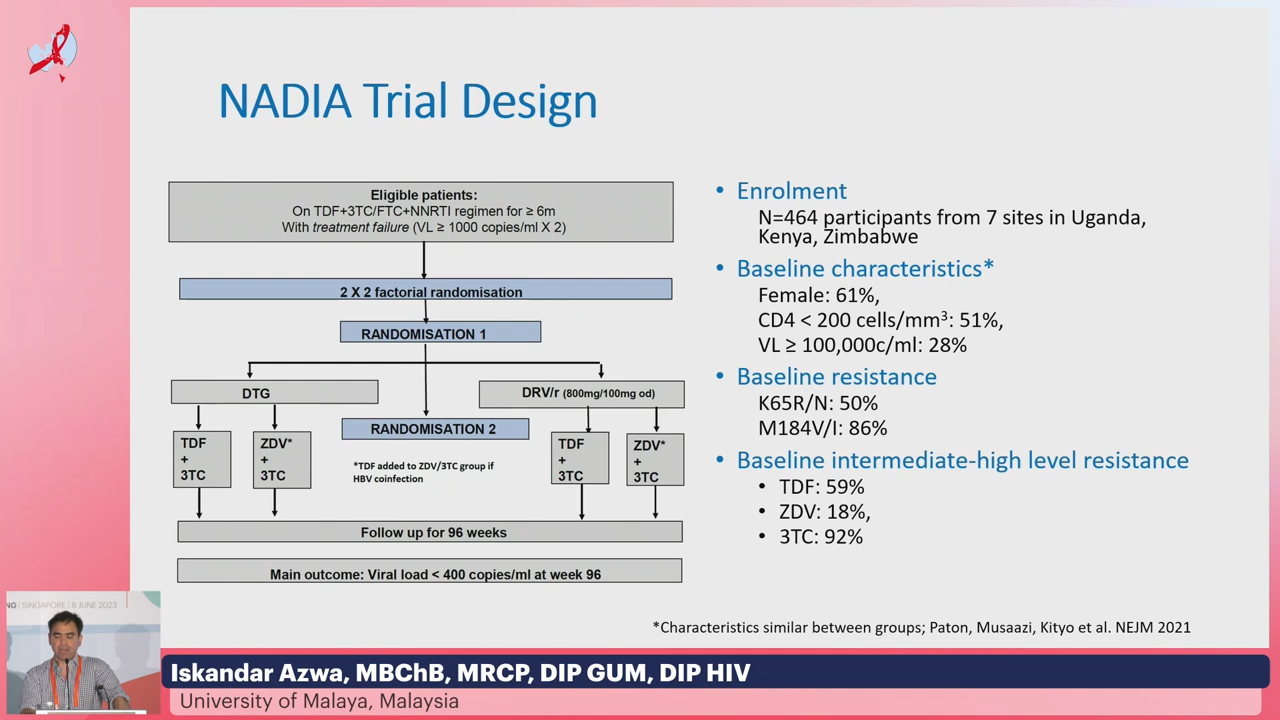 NADIA Trial Design
Eligible patients:
On TDF+3TC/FTC+NNRTI regimen for ≥ 6m
With treatment failure (VL ≥ 1000 copies/ml X 2)
2 X 2 factorial randomisation
RANDOMISATION 1
DTG
DRV/r (800mg/100mg od)
RANDOMISATION 2
TDF
+
3TC
ZDV*
+
3TC
*TDF added to ZDV/3TC group if
HBV coinfection
TDF
+
3TC
ZDV*
+
3TC
Follow up for 96 weeks
Main outcome: Viral load < 400 copies/ml at week 96
• Enrolment
N=464 participants from 7 sites in Uganda,
Kenya, Zimbabwe
• Baseline characteristics*
Female: 61%,
CD4 < 200 cells/mm³: 51%,
VL ≥ 100,000c/ml: 28%
• Baseline resistance
K65R/N: 50%
M184V/I: 86%
• Baseline intermediate-high level resistance
• TDF: 59%
• ZDV: 18%,
• 3TC: 92%
*Characteristics similar between groups; Paton, Musaazi, Kityo et al. NEJM 2021
NG | SINGAPORE | 8 JUNE 2023
Iskandar Azwa, MBChB, MRCP, DIP GUM, DIP HIV
University of Malaya, Malaysia